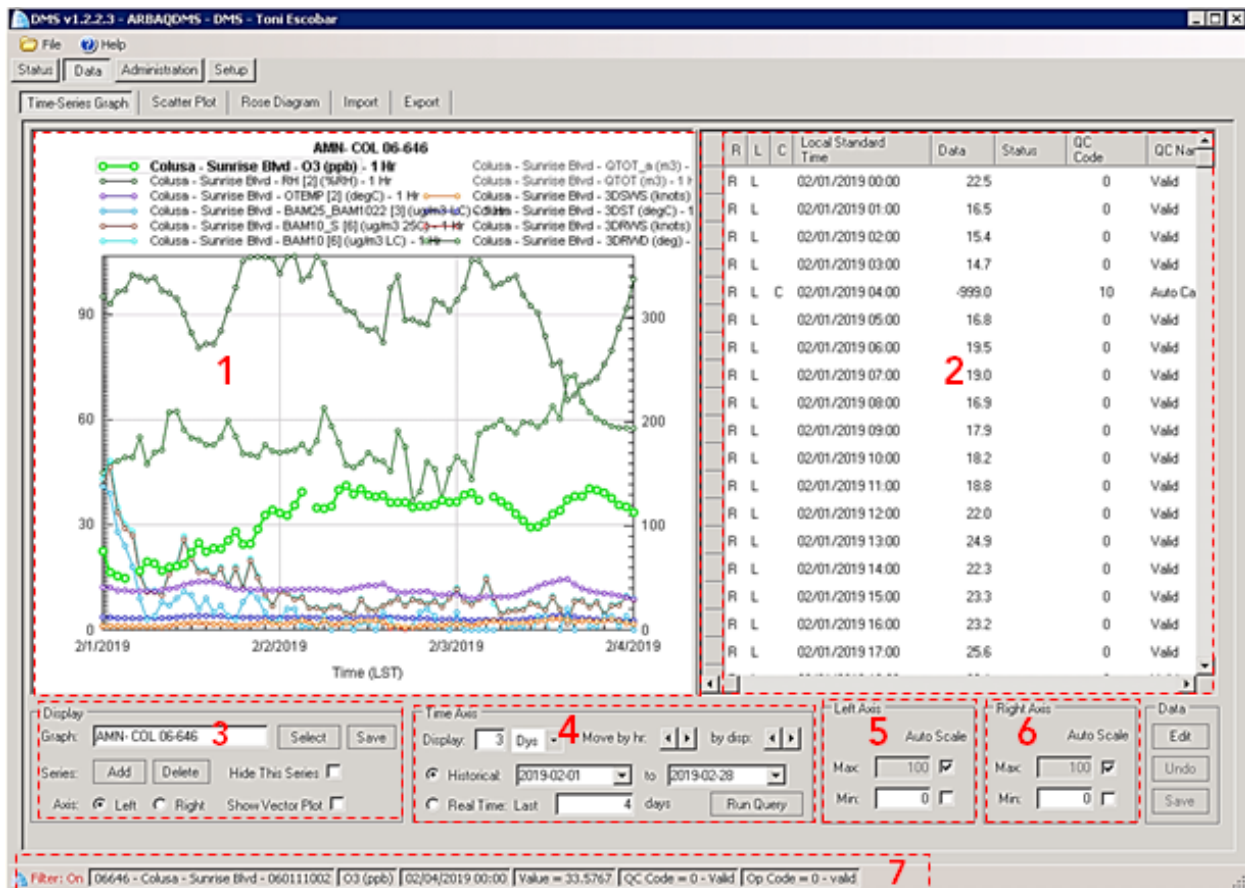 DMS v1.2.2.3 - ARBAQDMS - DMS - Toni Escobar
File Help
Status Data Administration Setup
Time-Series Graph Scatter Plot Rose Diagram Import Export
AMN- COL 06-646
Colusa - Sunrise Blvd - O3 (ppb) - 1 Hr Colusa - Sunrise Blvd - QTOT_a (m3) -
Colusa - Sunrise Blvd - RH [2] (%RH) - 1 Hr Colusa - Sunrise Blvd - QTOT (m3) - 1 H
Colusa - Sunrise Blvd - OTEMP [2] (degC) - 1 Hr Colusa - Sunrise Blvd - 3DSWS (knots)
Colusa - Sunrise Blvd - BAM25_BAM1022 [3] (ug/m3 LC) Colusa - Sunrise Blvd - 3DST (degC) - 1
Colusa - Sunrise Blvd - BAM10_S [6] (ug/m3 25C) - 1 Hr Colusa - Sunrise Blvd - 3DRWS (knots)
Colusa - Sunrise Blvd - BAM10 [6] (ug/m3 LC) - 1 Hr Colusa - Sunrise Blvd - 3DRWD (deg) -
90
60
30
0
300
200
100
0
1
2/1/2019 2/2/2019 2/3/2019 2/4/2019
Time (LST)
R L C Local Standard Time Data Status QC Code QC Nar
R L 02/01/2019 00:00 22.5 0 Valid
R L 02/01/2019 01:00 16.5 0 Valid
R L 02/01/2019 02:00 15.4 0 Valid
R L 02/01/2019 03:00 14.7 0 Valid
R L C 02/01/2019 04:00 -999.0 10 Auto Ca
R L 02/01/2019 05:00 16.8 0 Valid
R L 02/01/2019 06:00 19.5 0 Valid
R L 02/01/2019 07:00 2 19.0 0 Valid
R L 02/01/2019 08:00 16.9 0 Valid
R L 02/01/2019 09:00 17.9 0 Valid
R L 02/01/2019 10:00 18.2 0 Valid
R L 02/01/2019 11:00 18.8 0 Valid
R L 02/01/2019 12:00 22.0 0 Valid
R L 02/01/2019 13:00 24.9 0 Valid
R L 02/01/2019 14:00 22.3 0 Valid
R L 02/01/2019 15:00 23.3 0 Valid
R L 02/01/2019 16:00 23.2 0 Valid
R L 02/01/2019 17:00 25.6 0 Valid
Display
Graph: AMN- COL 06-646 3 Select Save
Series: Add Delete Hide This Series
Axis: Left Right Show Vector Plot
Time Axis
Display: 3 Dys 4 Move by hr: by disp:
Historical: 2019-02-01 to 2019-02-28
Real Time: Last 4 days Run Query
Left Axis
5 Auto Scale
Max: 100
Min: 0
Right Axis
6 Auto Scale
Max: 100
Min: 0
Data
Edit
Undo
Save
Filter: On 06646 - Colusa - Sunrise Blvd - 060111002 O3 (ppb) 02/04/2019 00:00 Value = 33.5767 QC Code = 0 - Valid Op Code = 0 - valid 7